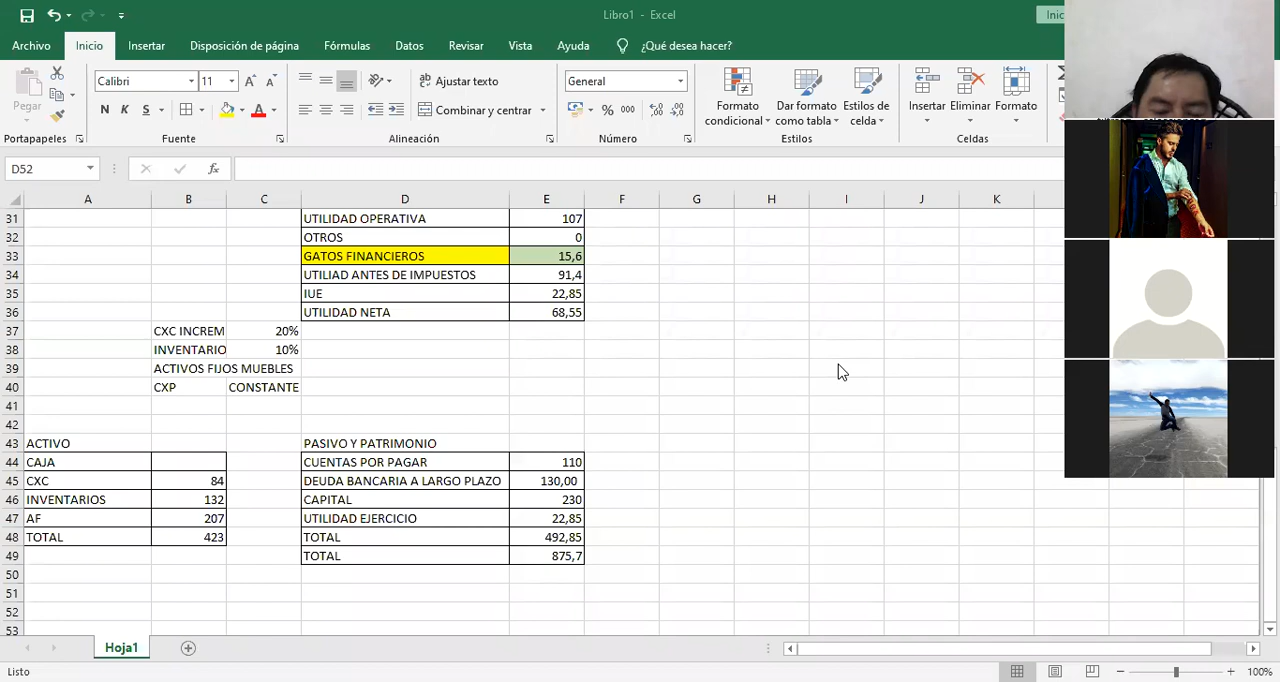 Libro1 - Excel
Inic
Archivo Inicio Insertar Disposición de página Fórmulas Datos Revisar Vista Ayuda ¿Qué desea hacer?
Pegar
Calibri 11
Ajustar texto
General
Formato condicional
Dar formato como tabla
Estilos de celda
Insertar Eliminar Formato
N K S
Combinar y centrar
% 000
Portapapeles Fuente Alineación Número Estilos Celdas
D52 fx
A B C D E F G H I J K
31 UTILIDAD OPERATIVA 107
32 OTROS 0
33 GATOS FINANCIEROS 15,6
34 UTILIAD ANTES DE IMPUESTOS 91,4
35 IUE 22,85
36 UTILIDAD NETA 68,55
37 CXC INCREM 20%
38 INVENTARIO 10%
39 ACTIVOS FIJOS MUEBLES
40 CXP CONSTANTE
41
42
43 ACTIVO PASIVO Y PATRIMONIO
44 CAJA CUENTAS POR PAGAR 110
45 CXC 84 DEUDA BANCARIA A LARGO PLAZO 130,00
46 INVENTARIOS 132 CAPITAL 230
47 AF 207 UTILIDAD EJERCICIO 22,85
48 TOTAL 423 TOTAL 492,85
49 TOTAL 875,7
50
51
52
53
Hoja1
Listo 100%